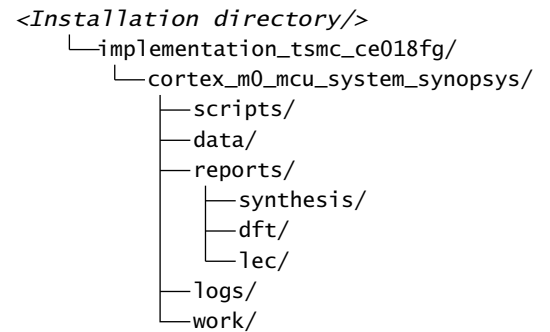 <Installation directory/>
implementation_tsmc_ce018fg/
cortex_m0_mcu_system_synopsys/
scripts/
data/
reports/
synthesis/
dft/
lec/
logs/
work/